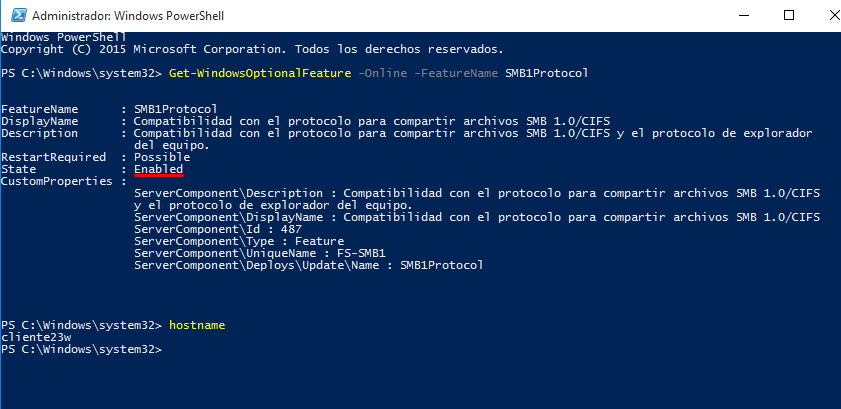 Administrador: Windows PowerShell
Windows PowerShell
Copyright (C) 2015 Microsoft Corporation. Todos los derechos reservados.
PS C:\Windows\system32> Get-WindowsOptionalFeature -Online -FeatureName SMB1Protocol
FeatureName      : SMB1Protocol
DisplayName      : Compatibilidad con el protocolo para compartir archivos SMB 1.0/CIFS
Description      : Compatibilidad con el protocolo para compartir archivos SMB 1.0/CIFS y el protocolo de explorador
del equipo.
RestartRequired  : Possible
State            : Enabled
CustomProperties :
ServerComponent\Description : Compatibilidad con el protocolo para compartir archivos SMB 1.0/CIFS
y el protocolo de explorador del equipo.
ServerComponent\DisplayName : Compatibilidad con el protocolo para compartir archivos SMB 1.0/CIFS
ServerComponent\Id : 487
ServerComponent\Type : Feature
ServerComponent\UniqueName : FS-SMB1
ServerComponent\Deploys\Update\Name : SMB1Protocol
PS C:\Windows\system32> hostname
cliente23w
PS C:\Windows\system32>